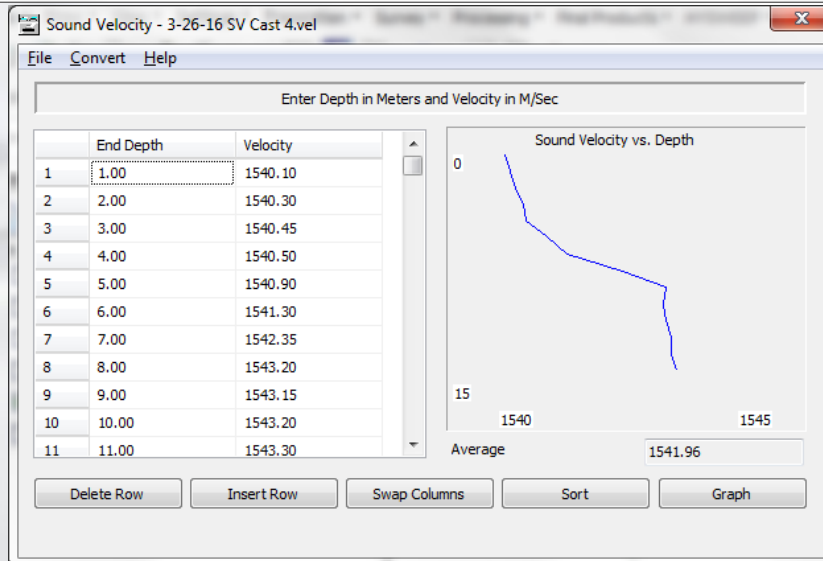 Sound Velocity - 3-26-16 SV Cast 4.vel
File Convert Help
Enter Depth in Meters and Velocity in M/Sec
End Depth Velocity
1 1.00 1540.10
2 2.00 1540.30
3 3.00 1540.45
4 4.00 1540.50
5 5.00 1540.90
6 6.00 1541.30
7 7.00 1542.35
8 8.00 1543.20
9 9.00 1543.15
10 10.00 1543.20
11 11.00 1543.30
Sound Velocity vs. Depth
0
15
1540 1545
Average 1541.96
Delete Row Insert Row Swap Columns Sort Graph